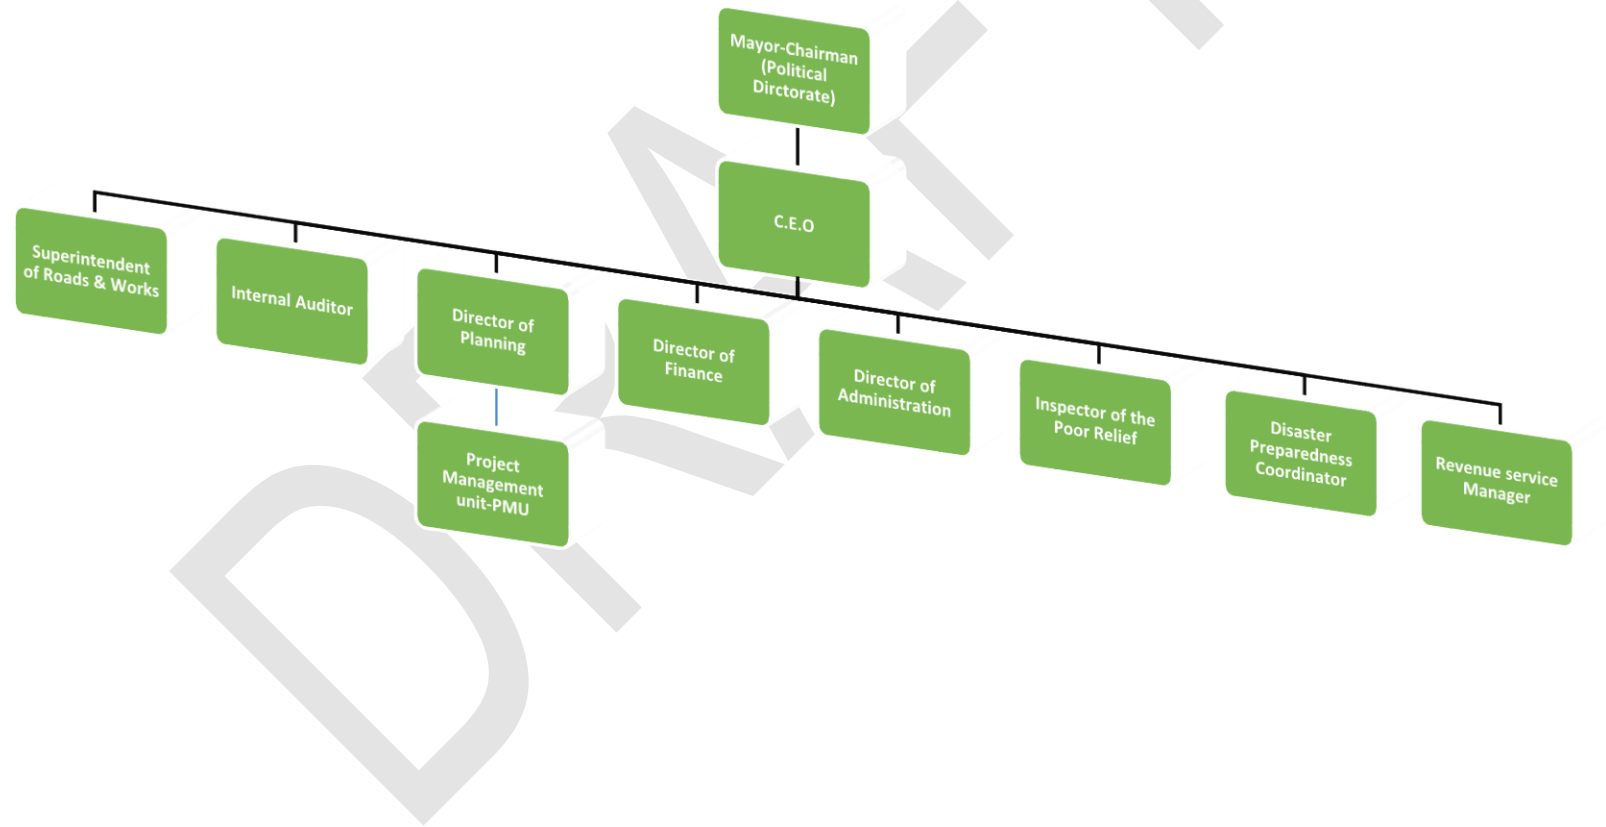 Mayor-Chairman
(Political
Dirctorate)
C.E.O
Superintendent
of Roads & Works
Internal Auditor
Director of
Planning
Director of
Finance
Director of
Administration
Inspector of the
Poor Relief
Disaster
Preparedness
Coordinator
Revenue service
Manager
Project
Management
unit-PMU
DRAFT